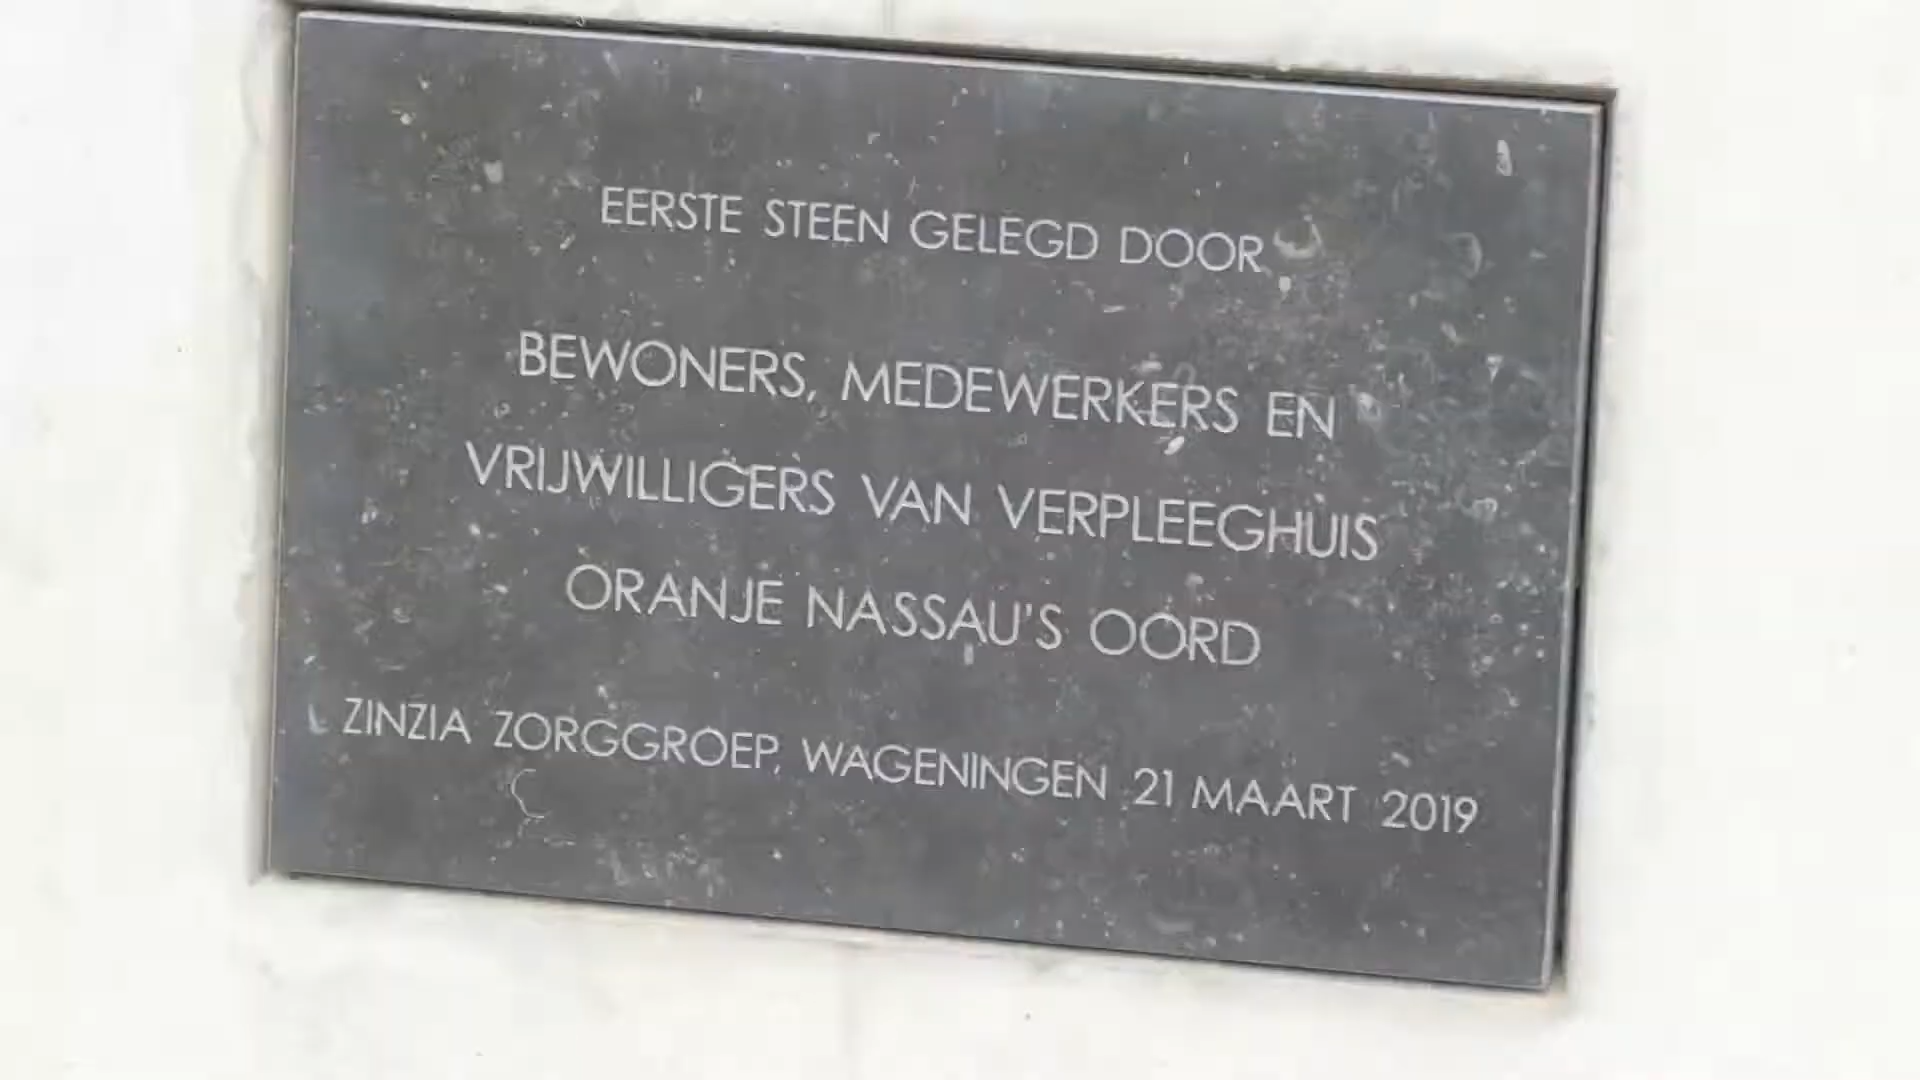 EERSTE STEEN GELEGD DOOR
BEWONERS, MEDEWERKERS EN
VRIJWILLIGERS VAN VERPLEEGHUIS
ORANJE NASSAU'S OORD
ZINZIA ZORGGROEP, WAGENINGEN 21 MAART 2019